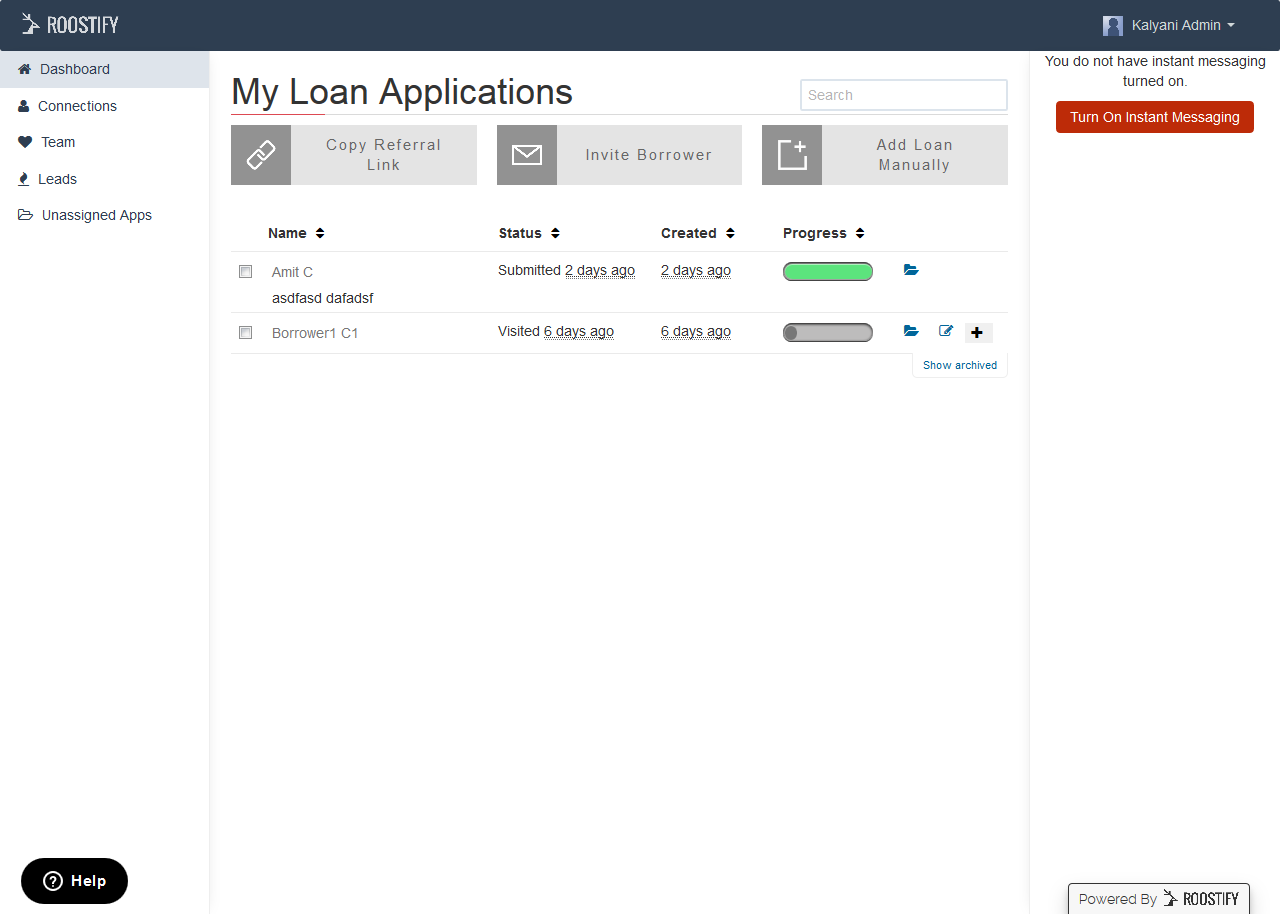 ROOSTIFY
Kalyani Admin
Dashboard
Connections
Team
Leads
Unassigned Apps
My Loan Applications
Search
Copy Referral
Link
Invite Borrower
Add Loan
Manually
Name Status Created Progress
Amit C Submitted 2 days ago 2 days ago
asdfasd dafadsf
Borrower1 C1 Visited 6 days ago 6 days ago
Show archived
You do not have instant messaging
turned on.
Turn On Instant Messaging
Help
Powered By ROOSTIFY